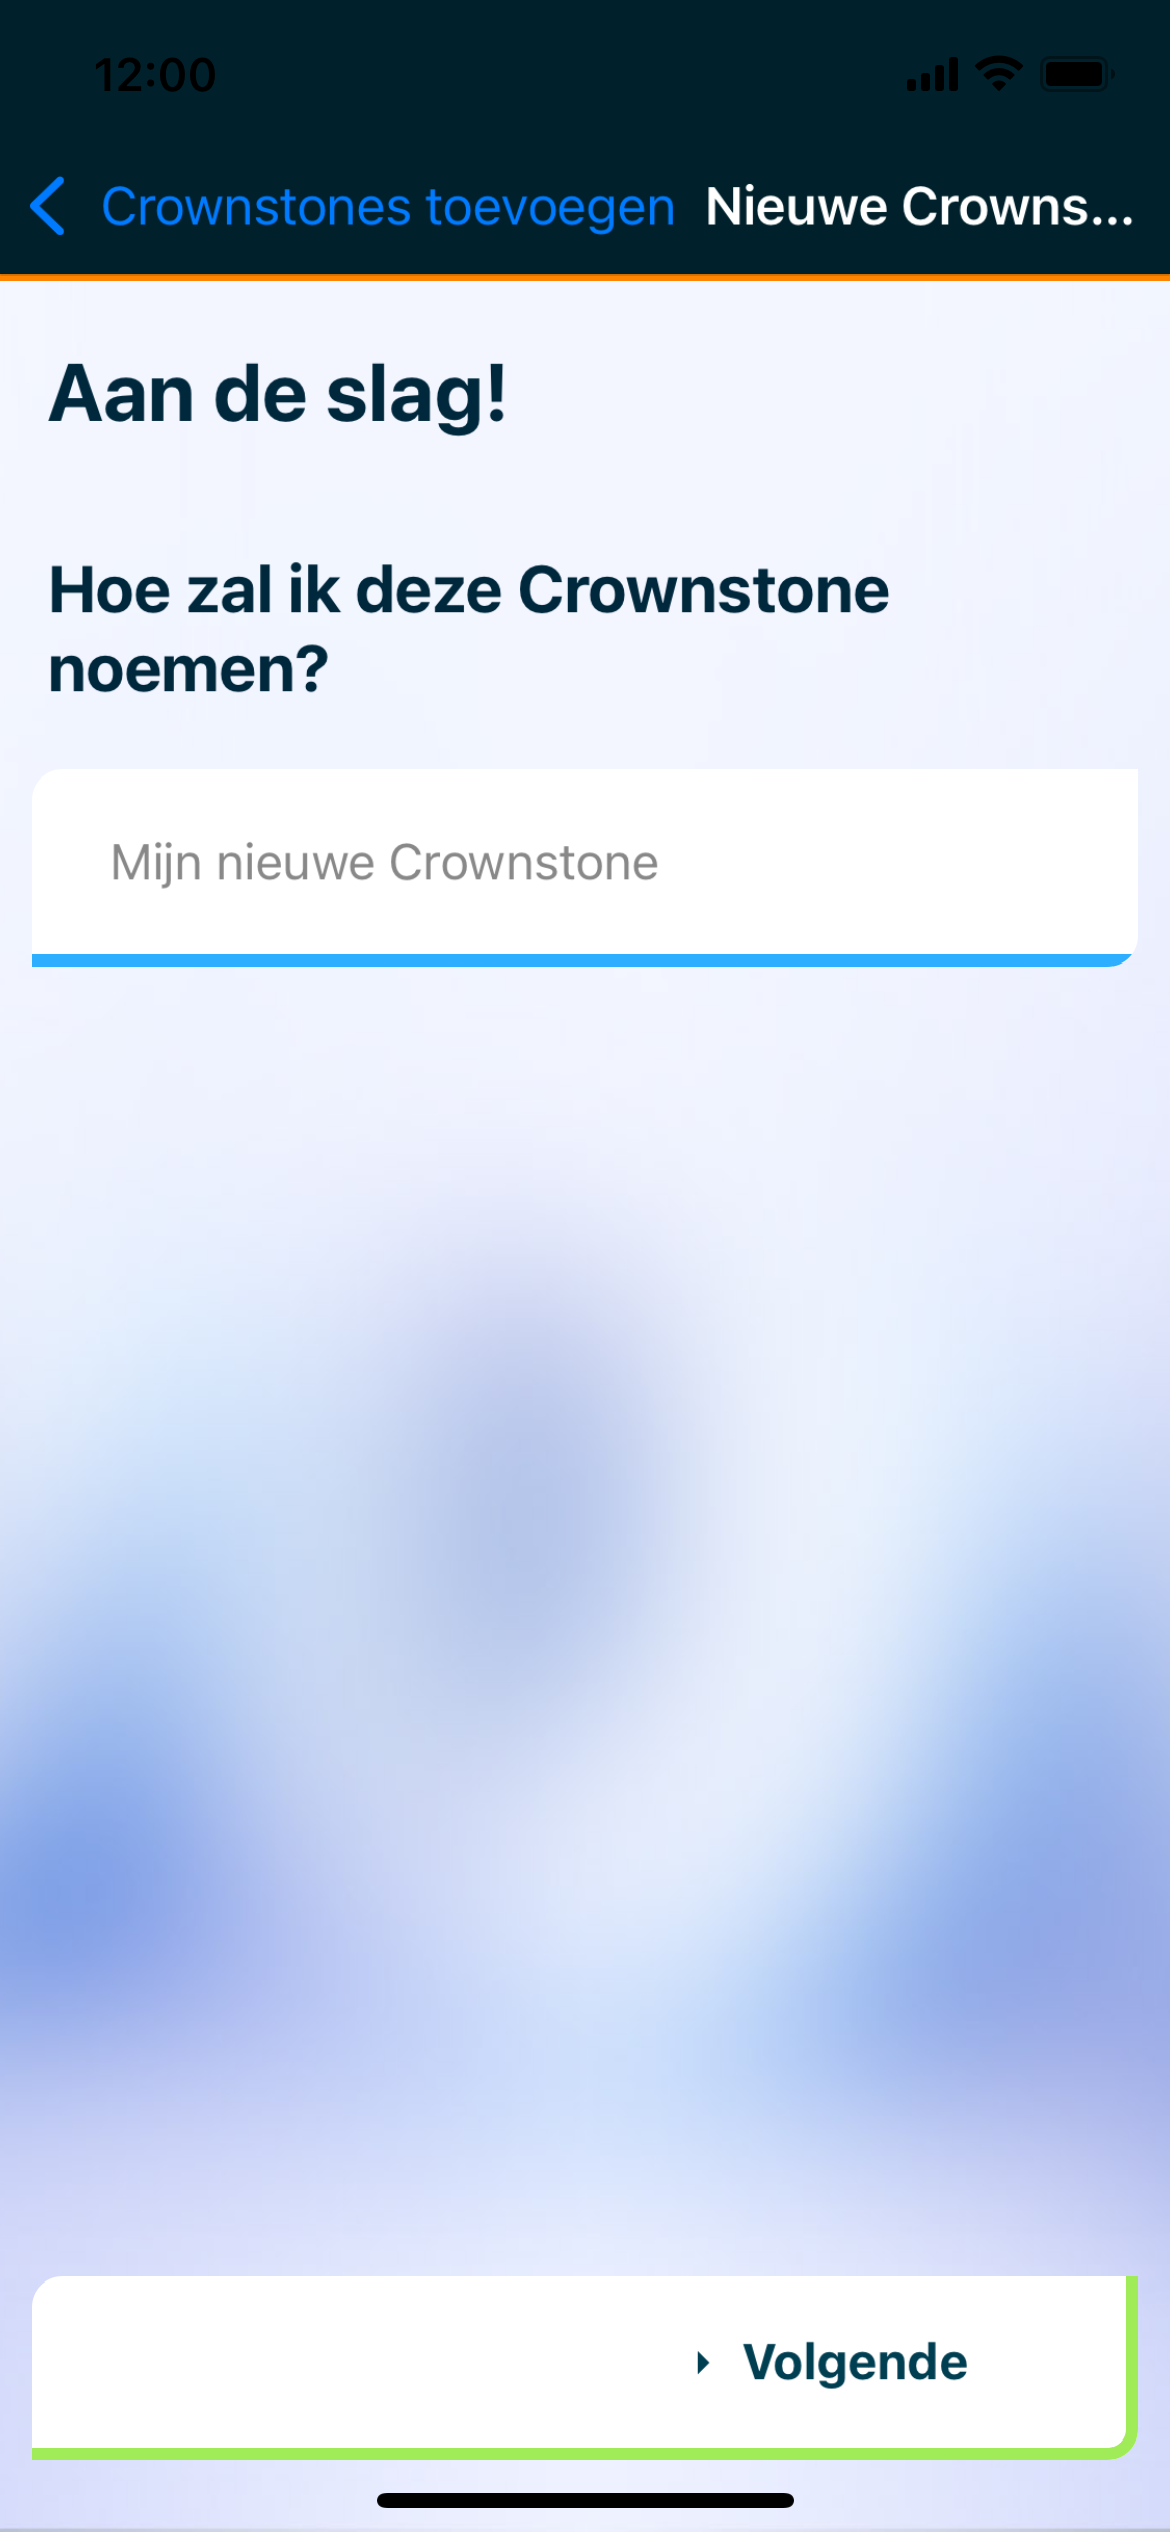 12:00
Crownstones toevoegen Nieuwe Crowns...
Aan de slag!
Hoe zal ik deze Crownstone
noemen?
Mijn nieuwe Crownstone
Volgende